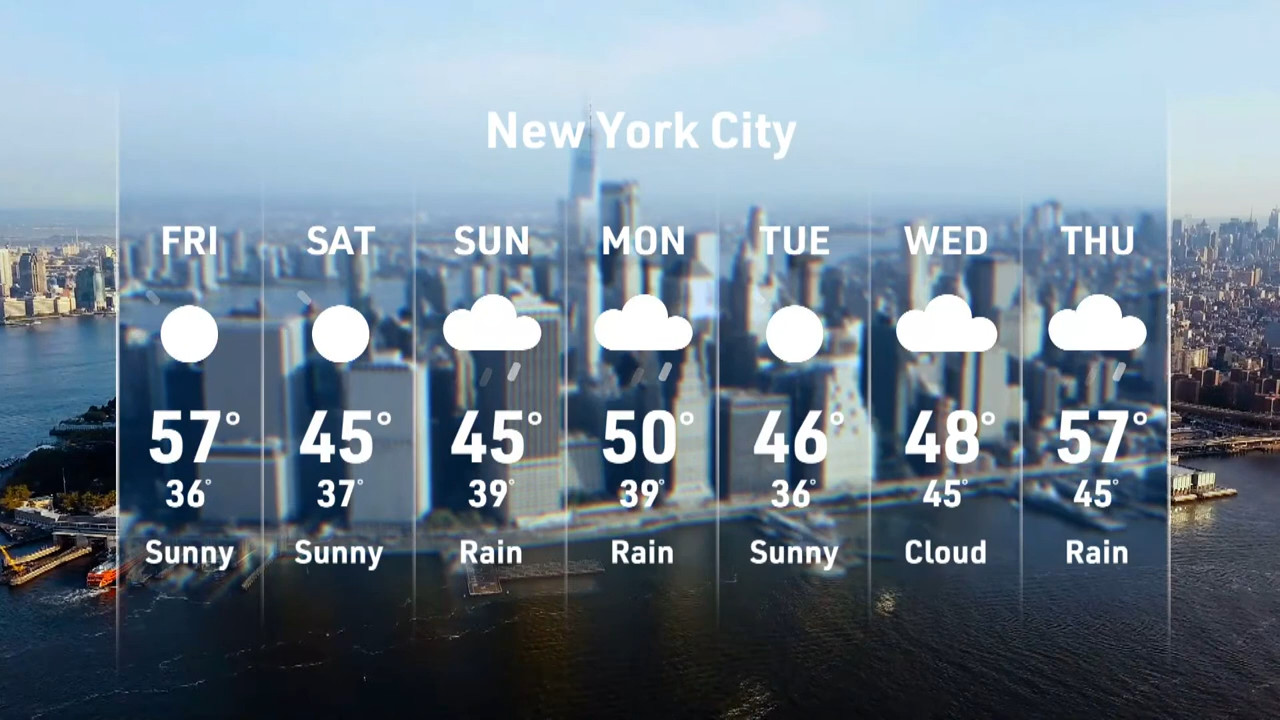 New York City
FRI SAT SUN MON TUE WED THU
57° 45° 45° 50° 46° 48° 57°
36° 37° 39° 39° 36° 45° 45°
Sunny Sunny Rain Rain Sunny Cloud Rain